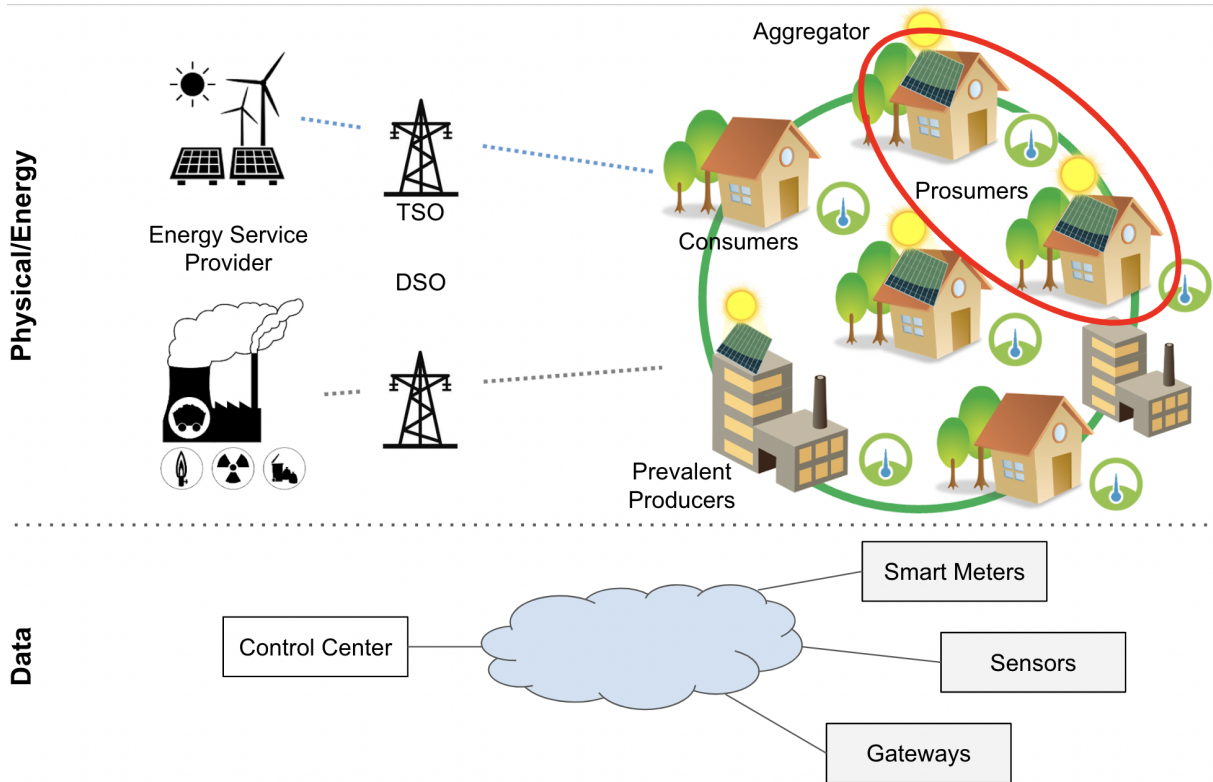 Physical/Energy
Energy Service
Provider
TSO
DSO
Aggregator
Prosumers
Consumers
Prevalent
Producers
Data
Control Center
Smart Meters
Sensors
Gateways